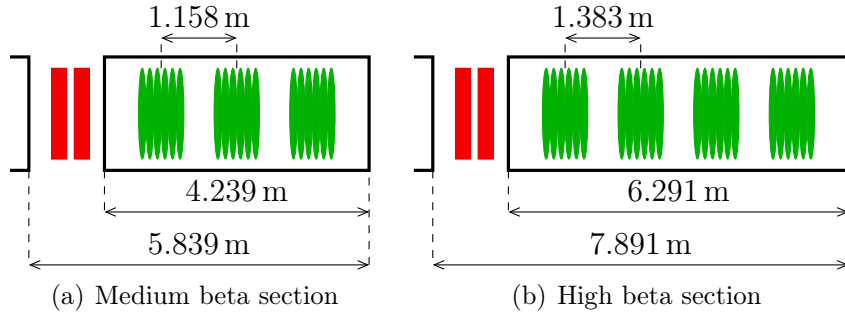 1.158 m
1.383 m
4.239 m
6.291 m
5.839 m
7.891 m
(a) Medium beta section
(b) High beta section